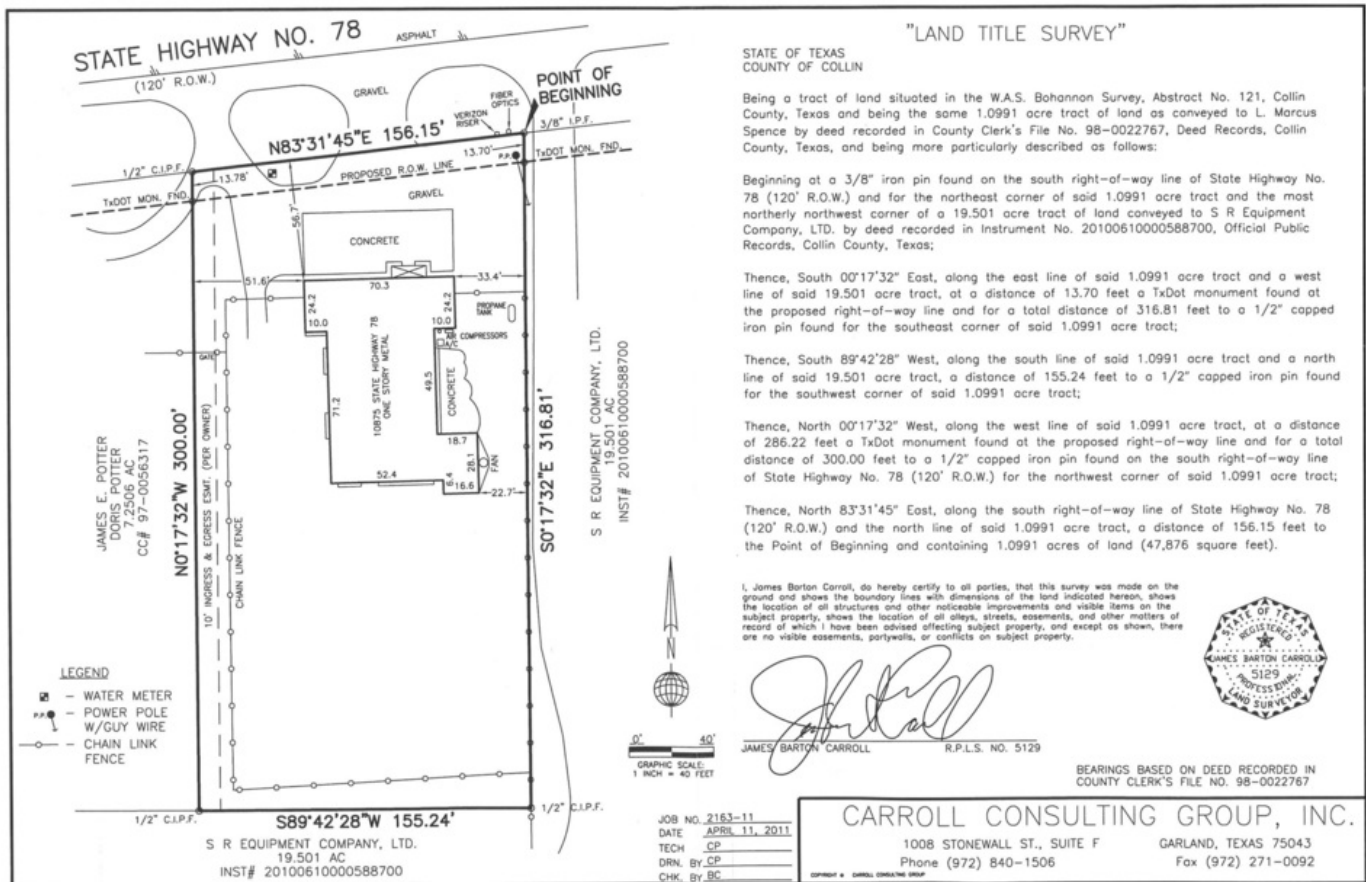 STATE HIGHWAY NO. 78
ASPHALT
(120' R.O.W.)
GRAVEL
POINT OF
BEGINNING
FIBER
OPTICS
VERIZON
RISER
3/8" I.P.F.
N83°31'45"E 156.15'
13.70'
P.P.
TxDOT MON. FND.
1/2" C.I.P.F.
13.78'
PROPOSED R.O.W. LINE
TxDOT MON. FND.
GRAVEL
56.7'
CONCRETE
51.6'
70.3
33.4'
24.2
24.2
10.0
10.0
PROPANE
TANK
AIR COMPRESSORS
A/C
GATE
10875 STATE HIGHWAY 78
ONE STORY METAL
71.2
49.5
CONCRETE
18.7
28.1
FAN
52.4
6.4
16.6
22.7'
JAMES E. POTTER
DORIS POTTER
7.2506 AC
CC# 97-0056317
N0°17'32"W 300.00'
10' INGRESS & EGRESS ESMT. (PER OWNER)
CHAIN LINK FENCE
S0°17'32"E 316.81'
S R EQUIPMENT COMPANY, LTD.
19.501 AC
INST# 20100610000588700
LEGEND
- WATER METER
P.P. - POWER POLE
W/GUY WIRE
- CHAIN LINK
FENCE
N
0' 40'
GRAPHIC SCALE:
1 INCH = 40 FEET
1/2" C.I.P.F.
S89°42'28"W 155.24'
1/2" C.I.P.F.
S R EQUIPMENT COMPANY, LTD.
19.501 AC
INST# 20100610000588700
JOB NO. 2163-11
DATE APRIL 11, 2011
TECH CP
DRN. BY CP
CHK. BY BC
"LAND TITLE SURVEY"
STATE OF TEXAS
COUNTY OF COLLIN
Being a tract of land situated in the W.A.S. Bohannon Survey, Abstract No. 121, Collin
County, Texas and being the same 1.0991 acre tract of land as conveyed to L. Marcus
Spence by deed recorded in County Clerk's File No. 98-0022767, Deed Records, Collin
County, Texas, and being more particularly described as follows:
Beginning at a 3/8" iron pin found on the south right-of-way line of State Highway No.
78 (120' R.O.W.) and for the northeast corner of said 1.0991 acre tract and the most
northerly northwest corner of a 19.501 acre tract of land conveyed to S R Equipment
Company, LTD. by deed recorded in Instrument No. 20100610000588700, Official Public
Records, Collin County, Texas;
Thence, South 00°17'32" East, along the east line of said 1.0991 acre tract and a west
line of said 19.501 acre tract, at a distance of 13.70 feet a TxDot monument found at
the proposed right-of-way line and for a total distance of 316.81 feet to a 1/2" capped
iron pin found for the southeast corner of said 1.0991 acre tract;
Thence, South 89°42'28" West, along the south line of said 1.0991 acre tract and a north
line of said 19.501 acre tract, a distance of 155.24 feet to a 1/2" capped iron pin found
for the southwest corner of said 1.0991 acre tract;
Thence, North 00°17'32" West, along the west line of said 1.0991 acre tract, at a distance
of 286.22 feet a TxDot monument found at the proposed right-of-way line and for a total
distance of 300.00 feet to a 1/2" capped iron pin found on the south right-of-way line
of State Highway No. 78 (120' R.O.W.) for the northwest corner of said 1.0991 acre tract;
Thence, North 83°31'45" East, along the south right-of-way line of State Highway No. 78
(120' R.O.W.) and the north line of said 1.0991 acre tract, a distance of 156.15 feet to
the Point of Beginning and containing 1.0991 acres of land (47,876 square feet).
I, James Barton Carroll, do hereby certify to all parties, that this survey was made on the
ground and shows the boundary lines with dimensions of the land indicated hereon, shows
the location of all structures and other noticeable improvements and visible items on the
subject property, shows the location of all alleys, streets, easements, and other matters of
record of which I have been advised affecting subject property, and except as shown, there
are no visible easements, partywalls, or conflicts on subject property.
STATE OF TEXAS
REGISTERED
JAMES BARTON CARROLL
5129
PROFESSIONAL
LAND SURVEYOR
JAMES BARTON CARROLL R.P.L.S. NO. 5129
BEARINGS BASED ON DEED RECORDED IN
COUNTY CLERK'S FILE NO. 98-0022767
CARROLL CONSULTING GROUP, INC.
1008 STONEWALL ST., SUITE F GARLAND, TEXAS 75043
Phone (972) 840-1506 Fax (972) 271-0092
COPYRIGHT © CARROLL CONSULTING GROUP